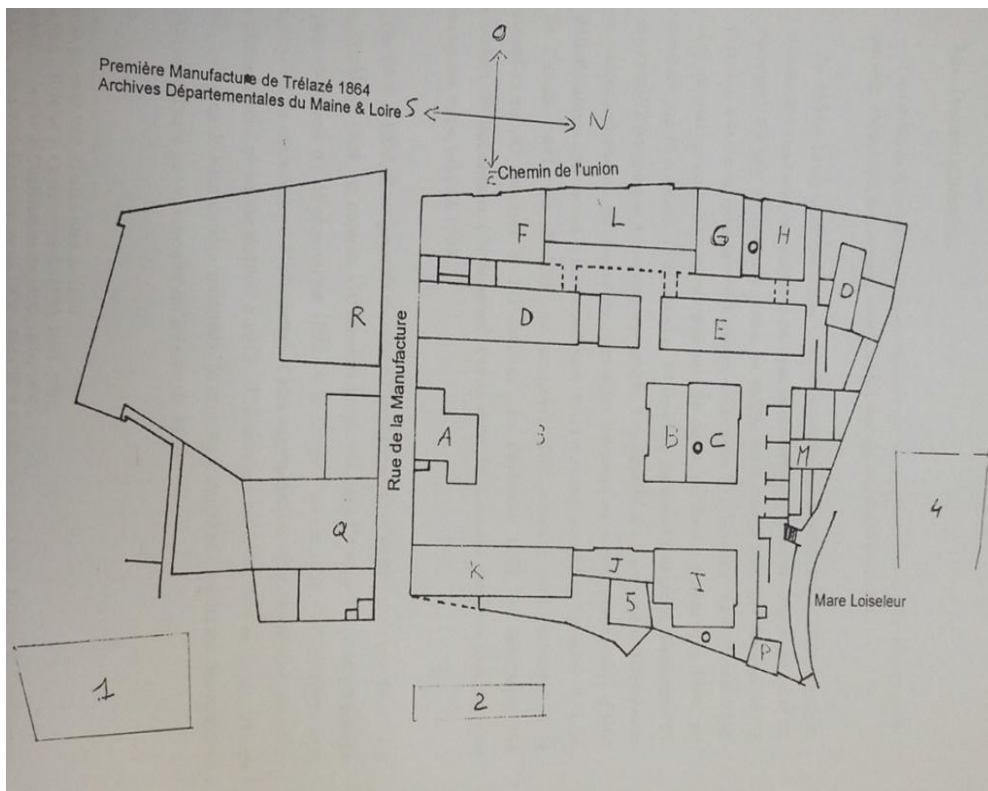 O
Première Manufacture de Trélazé 1864
Archives Départementales du Maine & Loire
S
N
E
Chemin de l'union
F
L
G
H
D
R
D
E
Rue de la Manufacture
A
3
B
C
M
4
Q
K
J
I
5
Mare Loiseleur
P
1
2